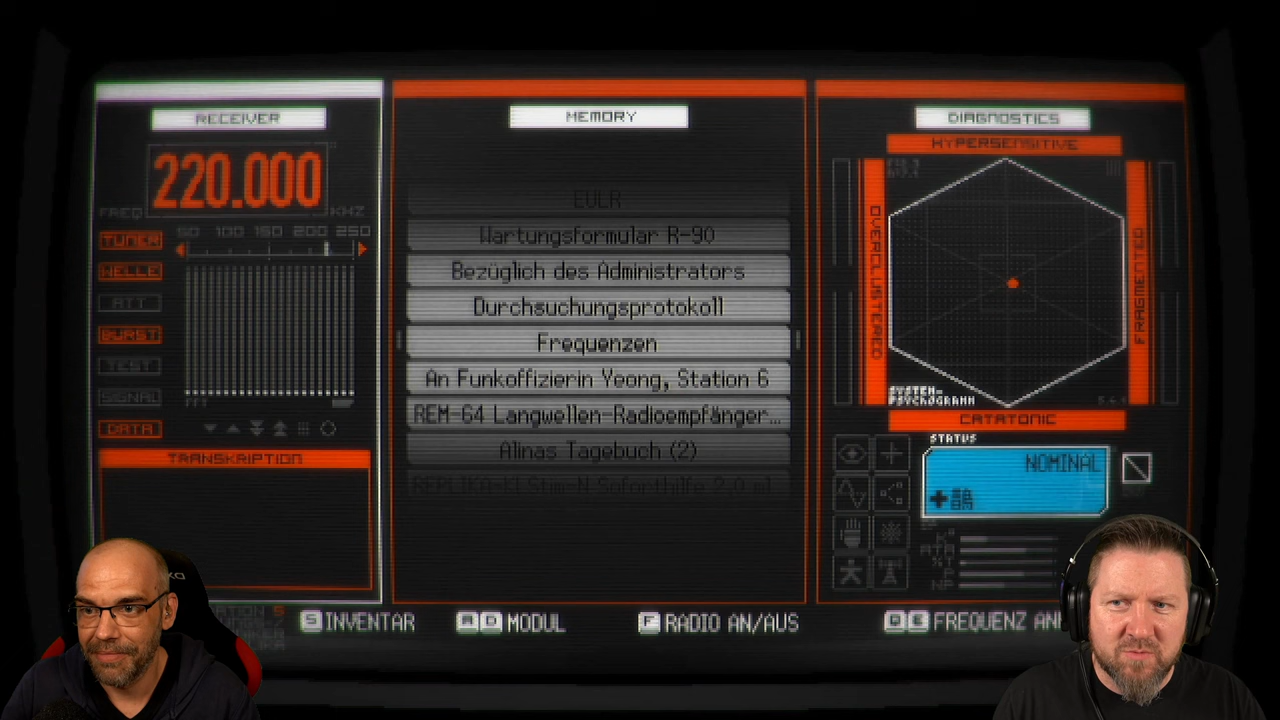 RECEIVER
220.000
FREQ
KHZ
50 100 150 200 250
TUNER
WELLE
ATT
BURST
TEST
SIGNAL
DATA
TRANSKRIPTION
MEMORY
EULR
Wartungsformular R-90
Bezüglich des Administrators
Durchsuchungsprotokoll
Frequenzen
An Funkoffizierin Yeong, Station 6
REM-64 Langwellen-Radioempfänger...
Alinas Tagebuch (2)
DIAGNOSTICS
HYPERSENSITIVE
OVERCLUSTERED
FRAGMENTED
SYSTEM-
PSYCHOGRAMM
CATATONIC
STATUS
NOMINAL
S INVENTAR
A D MODUL
F RADIO AN/AUS
Q E FREQUENZ